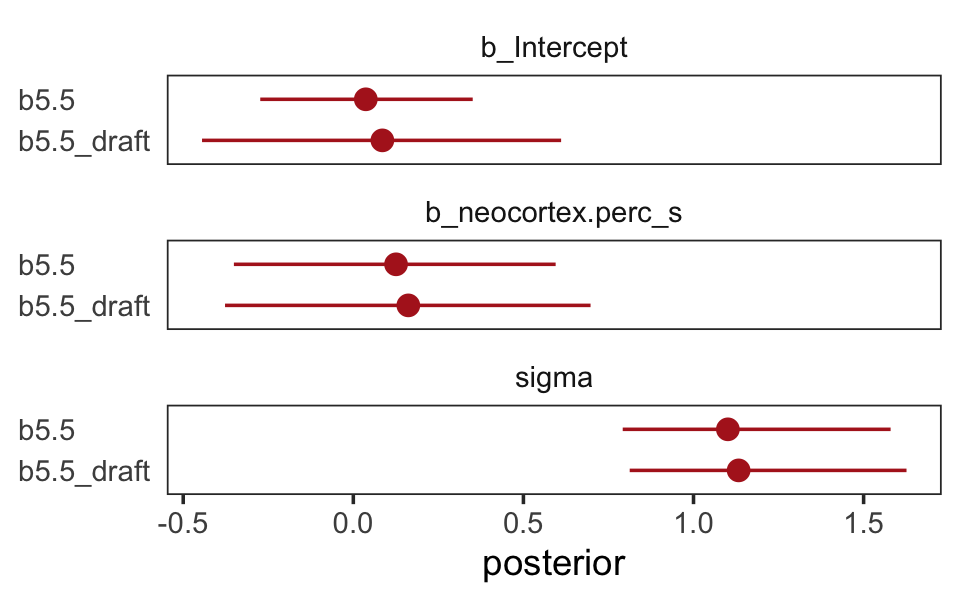 b_Intercept
b5.5
b5.5_draft
b_neocortex.perc_s
b5.5
b5.5_draft
sigma
b5.5
b5.5_draft
-0.5 0.0 0.5 1.0 1.5
posterior